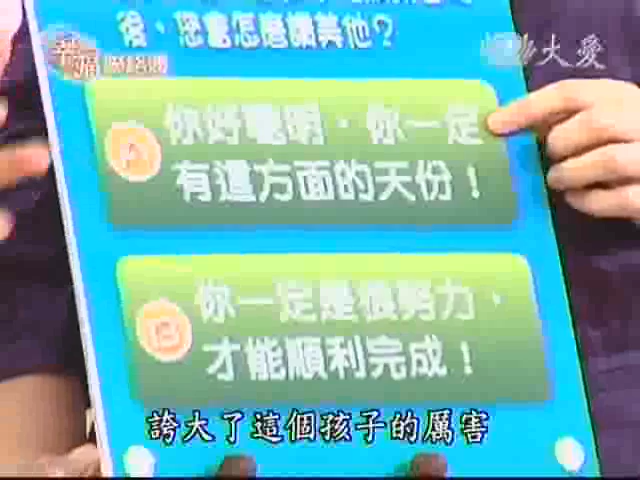 後，您會怎麼讚美他？
大愛
幸福
A
你好聰明，你一定
有這方面的天份！
B
你一定是很努力，
才能順利完成！
誇大了這個孩子的厲害